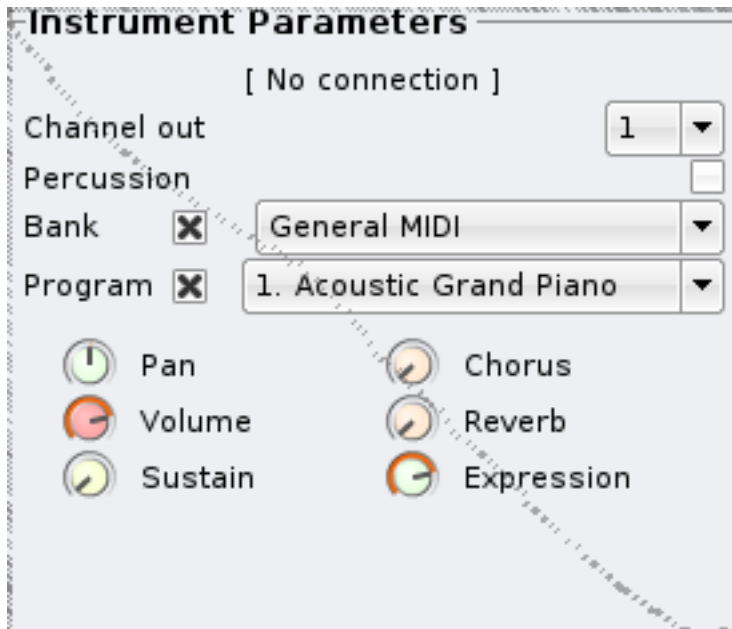 Instrument Parameters
[ No connection ]
Channel out 1
Percussion
Bank General MIDI
Program 1. Acoustic Grand Piano
Pan Chorus
Volume Reverb
Sustain Expression